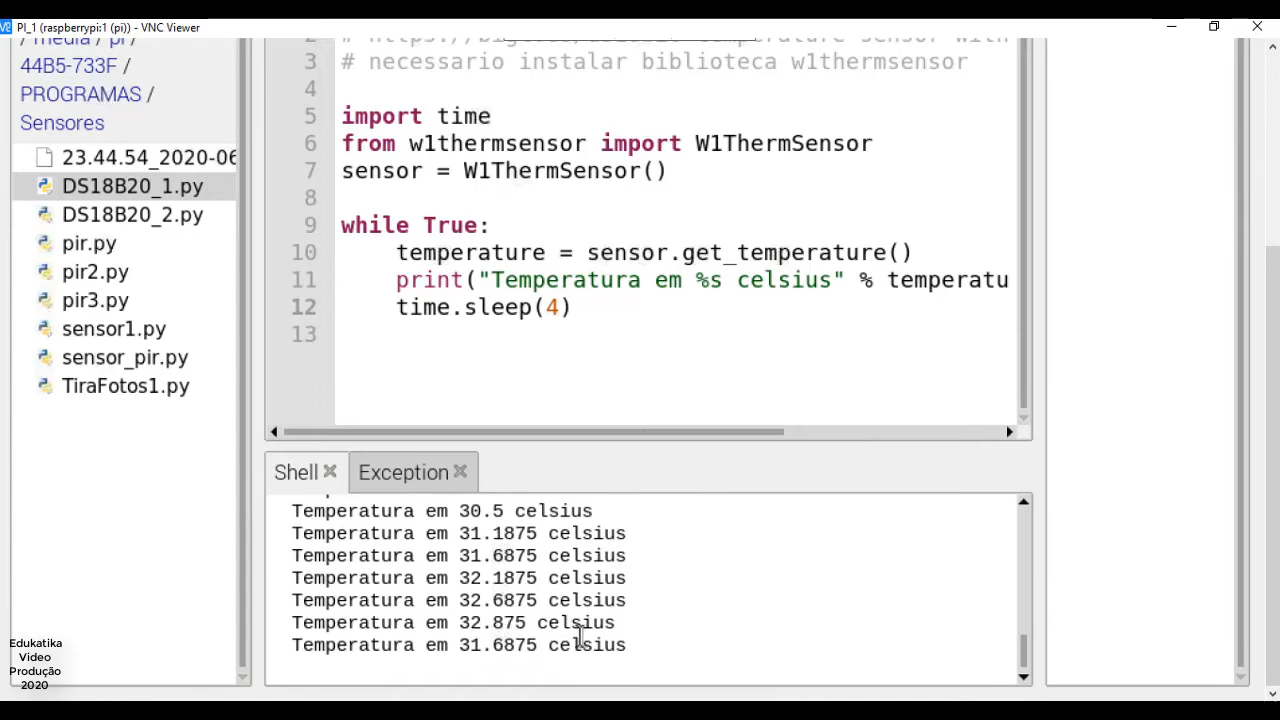 PI_1 (raspberrypi:1 (pi)) - VNC Viewer
/ media / pi /
44B5-733F /
PROGRAMAS /
Sensores
23.44.54_2020-06
DS18B20_1.py
DS18B20_2.py
pir.py
pir2.py
pir3.py
sensor1.py
sensor_pir.py
TiraFotos1.py
2
3 # necessario instalar biblioteca w1thermsensor
4
5 import time
6 from w1thermsensor import W1ThermSensor
7 sensor = W1ThermSensor()
8
9 while True:
10 temperature = sensor.get_temperature()
11 print("Temperatura em %s celsius" % temperatu
12 time.sleep(4)
13
Shell Exception
Temperatura em 30.5 celsius
Temperatura em 31.1875 celsius
Temperatura em 31.6875 celsius
Temperatura em 32.1875 celsius
Temperatura em 32.6875 celsius
Temperatura em 32.875 celsius
Temperatura em 31.6875 celsius
Edukatika
Video
Produção
2020